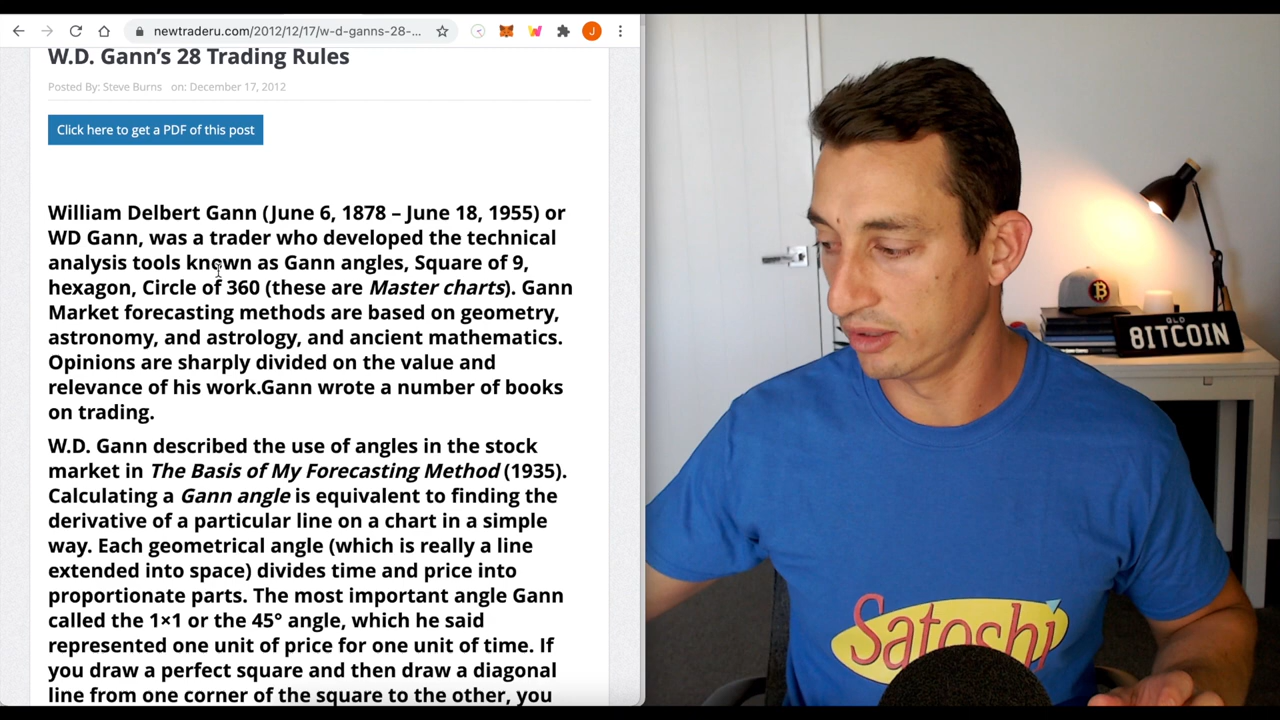 newtraderu.com/2012/12/17/w-d-ganns-28-...
J
W.D. Gann's 28 Trading Rules
Posted By: Steve Burns on: December 17, 2012
Click here to get a PDF of this post
William Delbert Gann (June 6, 1878 – June 18, 1955) or
WD Gann, was a trader who developed the technical
analysis tools known as Gann angles, Square of 9,
hexagon, Circle of 360 (these are Master charts). Gann
Market forecasting methods are based on geometry,
astronomy, and astrology, and ancient mathematics.
Opinions are sharply divided on the value and
relevance of his work.Gann wrote a number of books
on trading.
W.D. Gann described the use of angles in the stock
market in The Basis of My Forecasting Method (1935).
Calculating a Gann angle is equivalent to finding the
derivative of a particular line on a chart in a simple
way. Each geometrical angle (which is really a line
extended into space) divides time and price into
proportionate parts. The most important angle Gann
called the 1×1 or the 45° angle, which he said
represented one unit of price for one unit of time. If
you draw a perfect square and then draw a diagonal
line from one corner of the square to the other, you
QLD
8ITCOIN
Satoshi